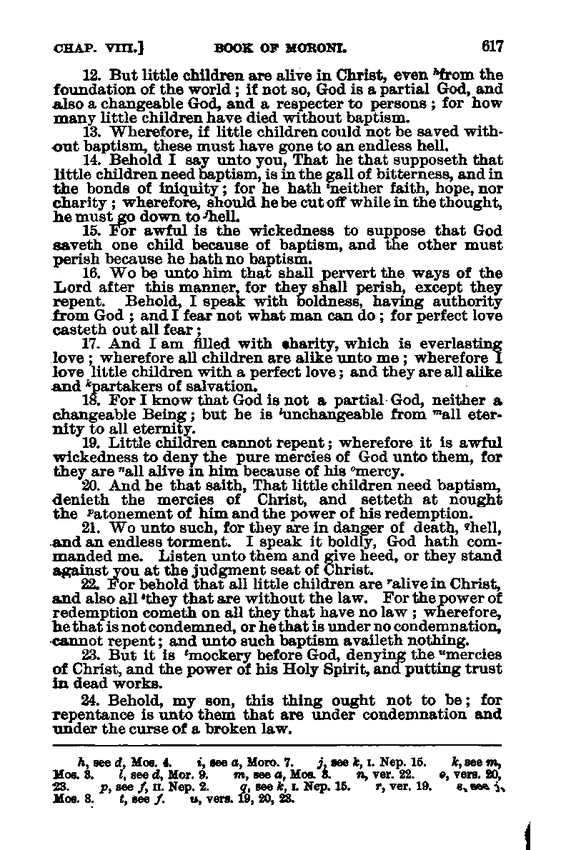 CHAP. VIII.] BOOK OF MORONI. 617
12. But little children are alive in Christ, even ʰfrom the
foundation of the world ; if not so, God is a partial God, and
also a changeable God, and a respecter to persons ; for how
many little children have died without baptism.
13. Wherefore, if little children could not be saved with-
out baptism, these must have gone to an endless hell.
14. Behold I say unto you, That he that supposeth that
little children need baptism, is in the gall of bitterness, and in
the bonds of iniquity ; for he hath ⁱneither faith, hope, nor
charity ; wherefore, should he be cut off while in the thought,
he must go down to ʲhell.
15. For awful is the wickedness to suppose that God
saveth one child because of baptism, and the other must
perish because he hath no baptism.
16. Wo be unto him that shall pervert the ways of the
Lord after this manner, for they shall perish, except they
repent. Behold, I speak with boldness, having authority
from God ; and I fear not what man can do ; for perfect love
casteth out all fear ;
17. And I am filled with charity, which is everlasting
love ; wherefore all children are alike unto me ; wherefore I
love little children with a perfect love ; and they are all alike
and ᵏpartakers of salvation.
18. For I know that God is not a partial God, neither a
changeable Being ; but he is ˡunchangeable from ᵐall eter-
nity to all eternity.
19. Little children cannot repent ; wherefore it is awful
wickedness to deny the pure mercies of God unto them, for
they are ⁿall alive in him because of his ᵒmercy.
20. And he that saith, That little children need baptism,
denieth the mercies of Christ, and setteth at nought
the ᵖatonement of him and the power of his redemption.
21. Wo unto such, for they are in danger of death, ᑫhell,
and an endless torment. I speak it boldly, God hath com-
manded me. Listen unto them and give heed, or they stand
against you at the judgment seat of Christ.
22. For behold that all little children are ʳalive in Christ,
and also all ˢthey that are without the law. For the power of
redemption cometh on all they that have no law ; wherefore,
he that is not condemned, or he that is under no condemnation,
cannot repent ; and unto such baptism availeth nothing.
23. But it is ᵗmockery before God, denying the ᵘmercies
of Christ, and the power of his Holy Spirit, and putting trust
in dead works.
24. Behold, my son, this thing ought not to be ; for
repentance is unto them that are under condemnation and
under the curse of a broken law.
h, see d, Mos. 4. i, see a, Moro. 7. j, see k, I. Nep. 15. k, see m,
Mos. 3. l, see d, Mor. 9. m, see a, Mos. 3. n, ver. 22. o, vers. 20,
23. p, see f, II. Nep. 2. q, see k, I. Nep. 15. r, ver. 19. s, see j,
Mos. 3. t, see f. u, vers. 19, 20, 23.